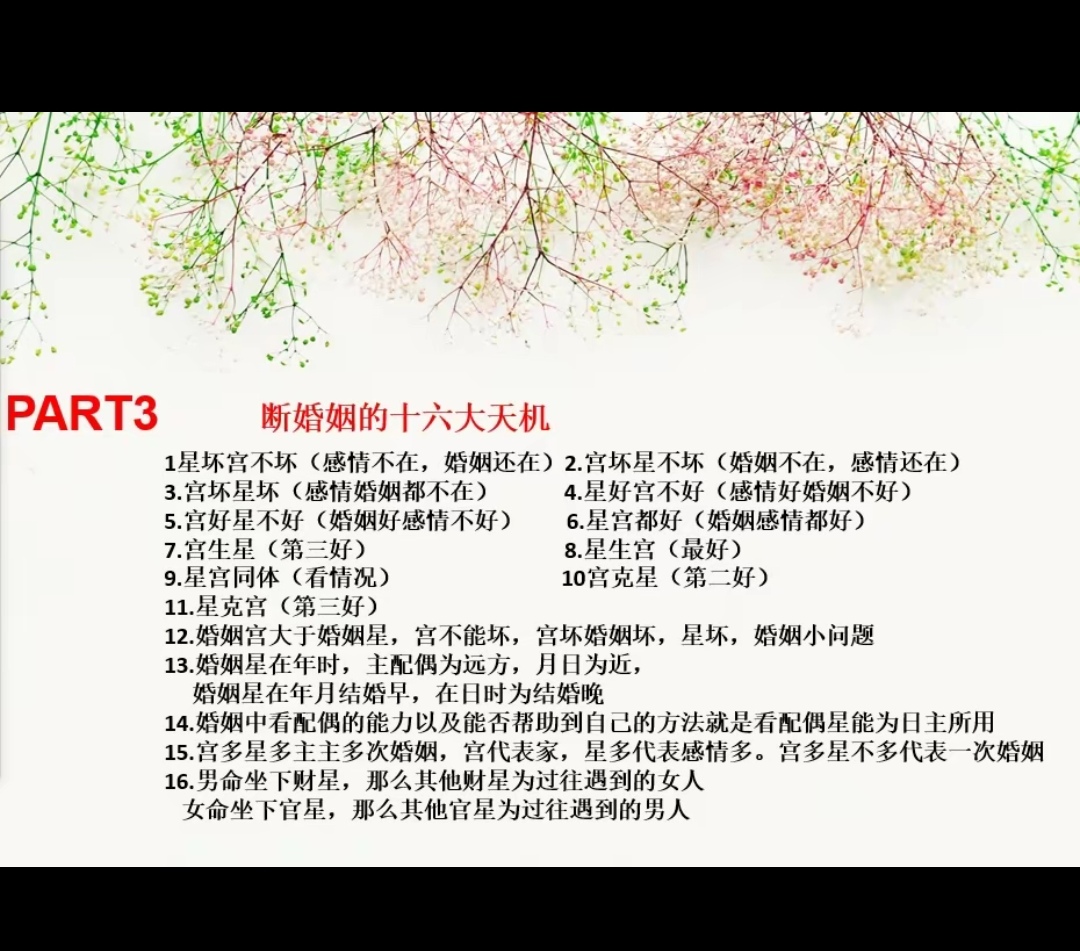 PART3 断婚姻的十六大天机
1星坏宫不坏（感情不在，婚姻还在）2.宫坏星不坏（婚姻不在，感情还在）
3.宫坏星坏（感情婚姻都不在） 4.星好宫不好（感情好婚姻不好）
5.宫好星不好（婚姻好感情不好） 6.星宫都好（婚姻感情都好）
7.宫生星（第三好） 8.星生宫（最好）
9.星宫同体（看情况） 10宫克星（第二好）
11.星克宫（第三好）
12.婚姻宫大于婚姻星，宫不能坏，宫坏婚姻坏，星坏，婚姻小问题
13.婚姻星在年时，主配偶为远方，月日为近，
婚姻星在年月结婚早，在日时为结婚晚
14.婚姻中看配偶的能力以及能否帮助到自己的方法就是看配偶星能为日主所用
15.宫多星多主主多次婚姻，宫代表家，星多代表感情多。宫多星不多代表一次婚姻
16.男命坐下财星，那么其他财星为过往遇到的女人
女命坐下官星，那么其他官星为过往遇到的男人